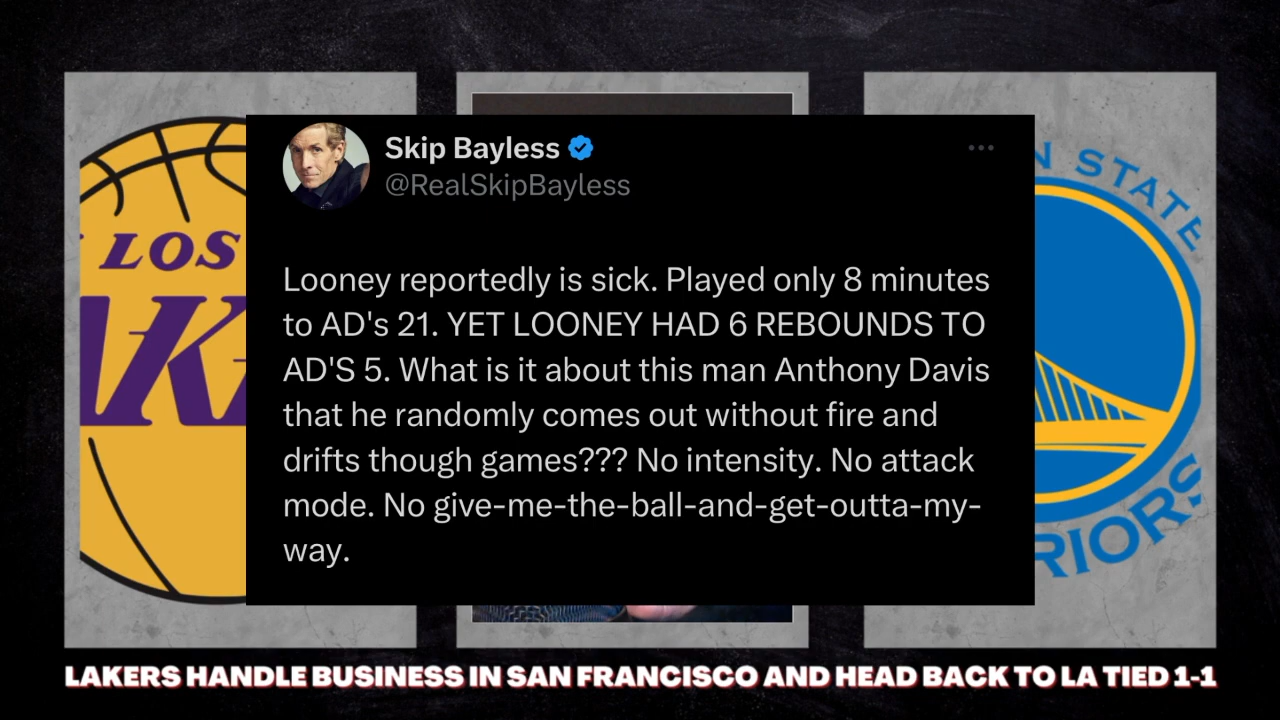 Skip Bayless
@RealSkipBayless
Looney reportedly is sick. Played only 8 minutes
to AD's 21. YET LOONEY HAD 6 REBOUNDS TO
AD'S 5. What is it about this man Anthony Davis
that he randomly comes out without fire and
drifts though games??? No intensity. No attack
mode. No give-me-the-ball-and-get-outta-my-
way.
LOS
N STATE
RIORS
LAKERS HANDLE BUSINESS IN SAN FRANCISCO AND HEAD BACK TO LA TIED 1-1